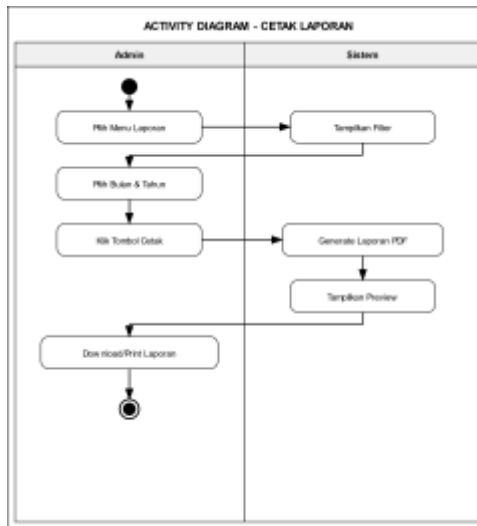 ACTIVITY DIAGRAM - CETAK LAPORAN
Admin
Sistem
Pilih Menu Laporan
Tampilkan Filter
Pilih Bulan & Tahun
Klik Tombol Cetak
Generate Laporan PDF
Tampilkan Preview
Download/Print Laporan